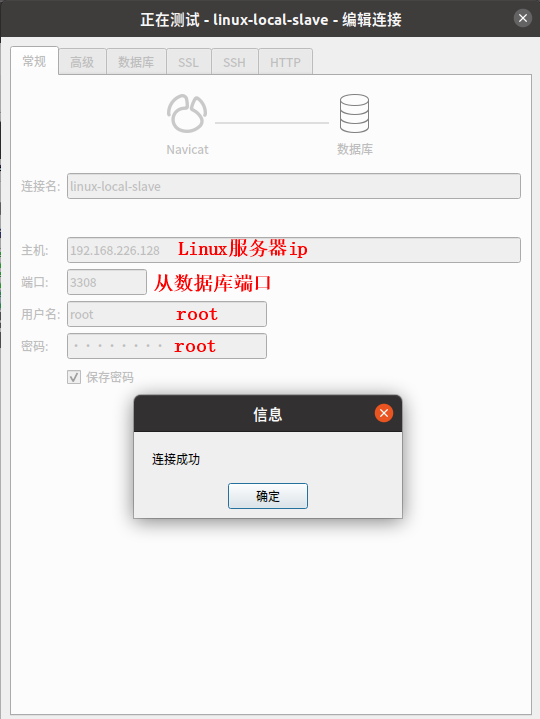 正在测试 - linux-local-slave - 编辑连接
常规 高级 数据库 SSL SSH HTTP
Navicat 数据库
连接名: linux-local-slave
主机: 192.168.226.128 Linux服务器ip
端口: 3308 从数据库端口
用户名: root root
密码: ········ root
保存密码
信息
连接成功
确定